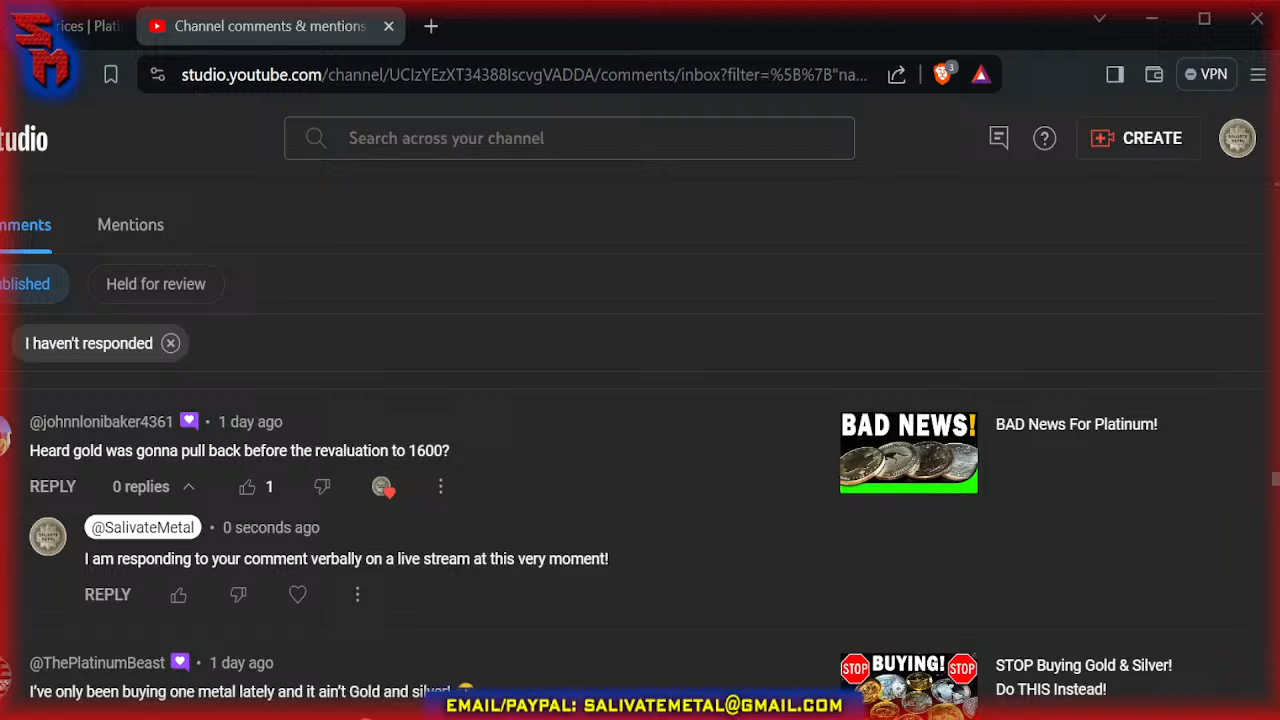 SM
rices | Plati
Channel comments & mentions
studio.youtube.com/channel/UCIzYEzXT34388IscvgVADDA/comments/inbox?filter=%5B%7B"na...
3
VPN
tudio
Search across your channel
CREATE
mments
Mentions
ublished
Held for review
I haven't responded
@johnnlonibaker4361 • 1 day ago
Heard gold was gonna pull back before the revaluation to 1600?
REPLY 0 replies 1
BAD NEWS!
BAD News For Platinum!
@SalivateMetal • 0 seconds ago
I am responding to your comment verbally on a live stream at this very moment!
REPLY
@ThePlatinumBeast • 1 day ago
I've only been buying one metal lately and it ain't Gold and silver!
STOP BUYING! STOP
STOP Buying Gold & Silver!
Do THIS Instead!
EMAIL/PAYPAL: SALIVATEMETAL@GMAIL.COM